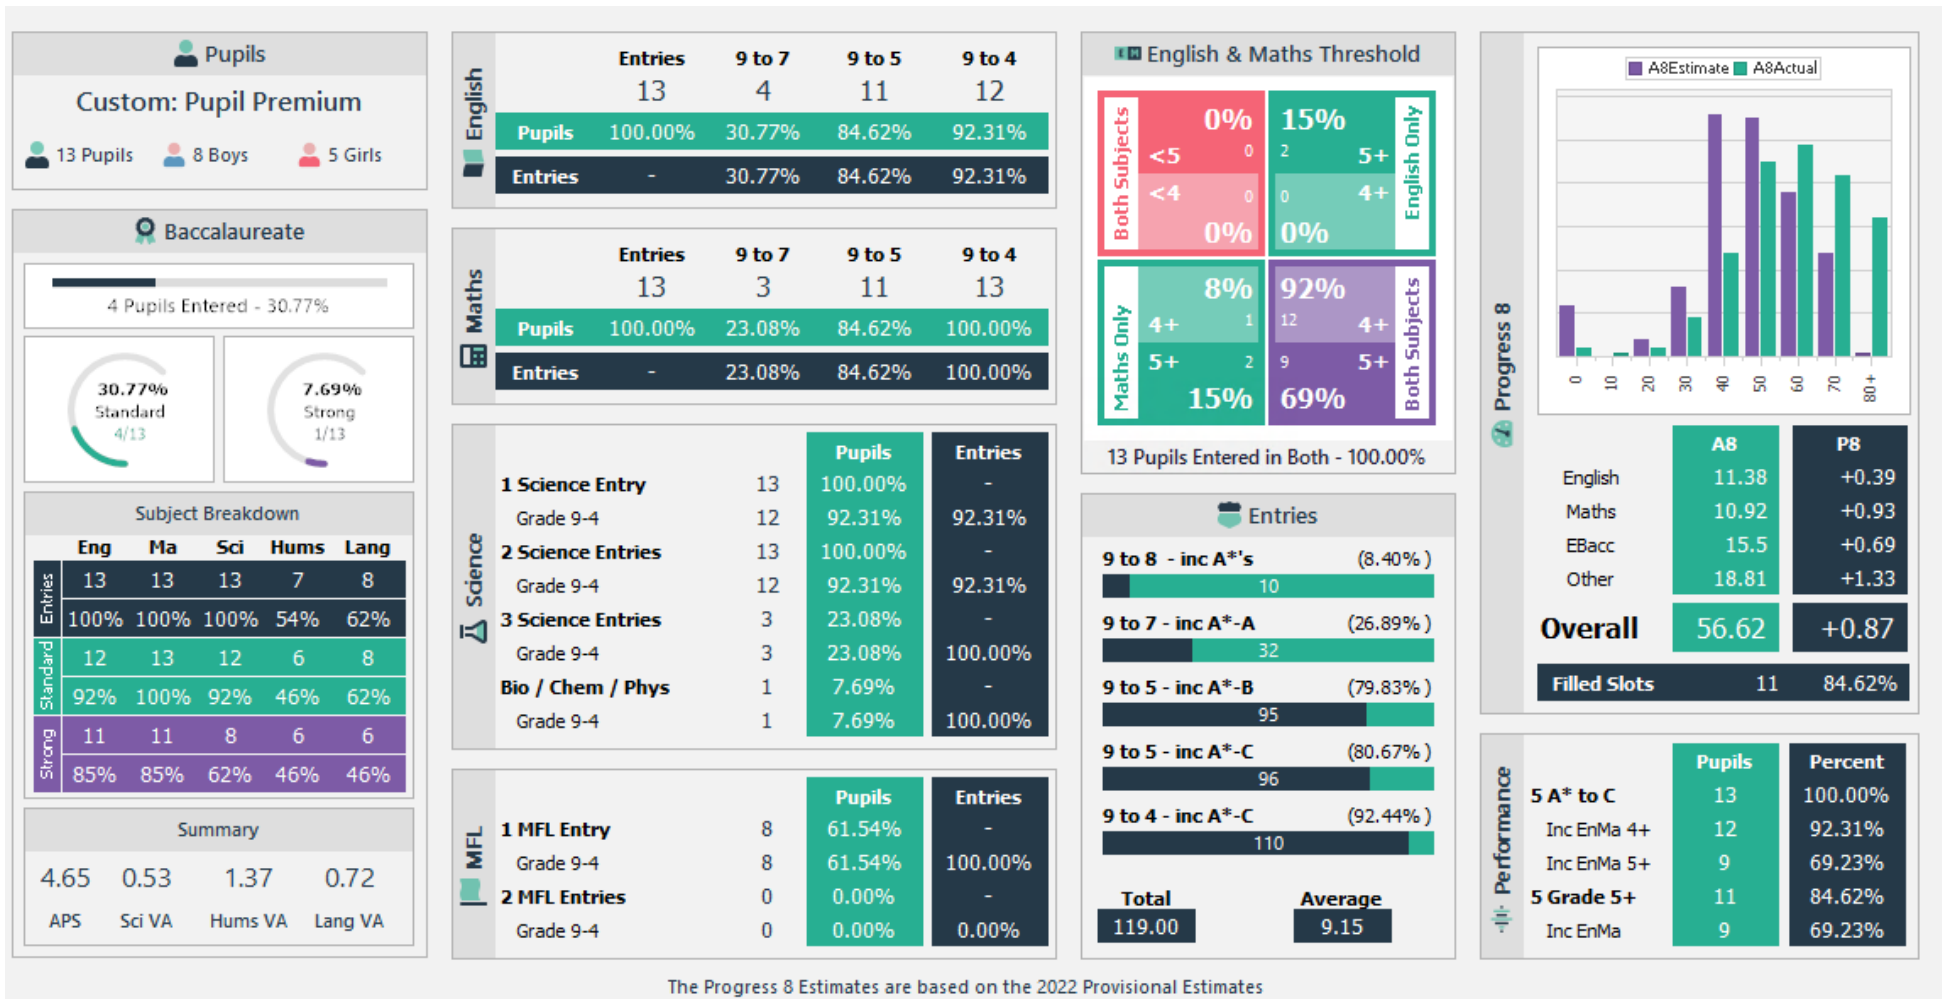 Pupils
Custom: Pupil Premium
13 Pupils 8 Boys 5 Girls
Baccalaureate
4 Pupils Entered - 30.77%
30.77% 7.69%
Standard Strong
4/13 1/13
Subject Breakdown
Eng Ma Sci Hums Lang
Entries
13 13 13 7 8
100% 100% 100% 54% 62%
Standard
12 13 12 6 8
92% 100% 92% 46% 62%
Strong
11 11 8 6 6
85% 85% 62% 46% 46%
Summary
4.65 0.53 1.37 0.72
APS Sci VA Hums VA Lang VA
English
Entries 9 to 7 9 to 5 9 to 4
13 4 11 12
Pupils 100.00% 30.77% 84.62% 92.31%
Entries - 30.77% 84.62% 92.31%
Maths
Entries 9 to 7 9 to 5 9 to 4
13 3 11 13
Pupils 100.00% 23.08% 84.62% 100.00%
Entries - 23.08% 84.62% 100.00%
Science
Pupils Entries
1 Science Entry 13 100.00% -
Grade 9-4 12 92.31% 92.31%
2 Science Entries 13 100.00% -
Grade 9-4 12 92.31% 92.31%
3 Science Entries 3 23.08% -
Grade 9-4 3 23.08% 100.00%
Bio / Chem / Phys 1 7.69% -
Grade 9-4 1 7.69% 100.00%
MFL
Pupils Entries
1 MFL Entry 8 61.54% -
Grade 9-4 8 61.54% 100.00%
2 MFL Entries 0 0.00% -
Grade 9-4 0 0.00% 0.00%
E M English & Maths Threshold
Both Subjects
0%
<5 0
<4 0
0%
English Only
15%
2 5+
0 4+
0%
Maths Only
8%
4+ 1
5+ 2
15%
Both Subjects
92%
12 4+
9 5+
69%
13 Pupils Entered in Both - 100.00%
Entries
9 to 8 - inc A*'s (8.40%)
10
9 to 7 - inc A*-A (26.89%)
32
9 to 5 - inc A*-B (79.83%)
95
9 to 5 - inc A*-C (80.67%)
96
9 to 4 - inc A*-C (92.44%)
110
Total Average
119.00 9.15
Progress 8
A8Estimate A8Actual
0 10 20 30 40 50 60 70 80+
A8 P8
English 11.38 +0.39
Maths 10.92 +0.93
EBacc 15.5 +0.69
Other 18.81 +1.33
Overall 56.62 +0.87
Filled Slots 11 84.62%
Performance
Pupils Percent
5 A* to C 13 100.00%
Inc EnMa 4+ 12 92.31%
Inc EnMa 5+ 9 69.23%
5 Grade 5+ 11 84.62%
Inc EnMa 9 69.23%
The Progress 8 Estimates are based on the 2022 Provisional Estimates